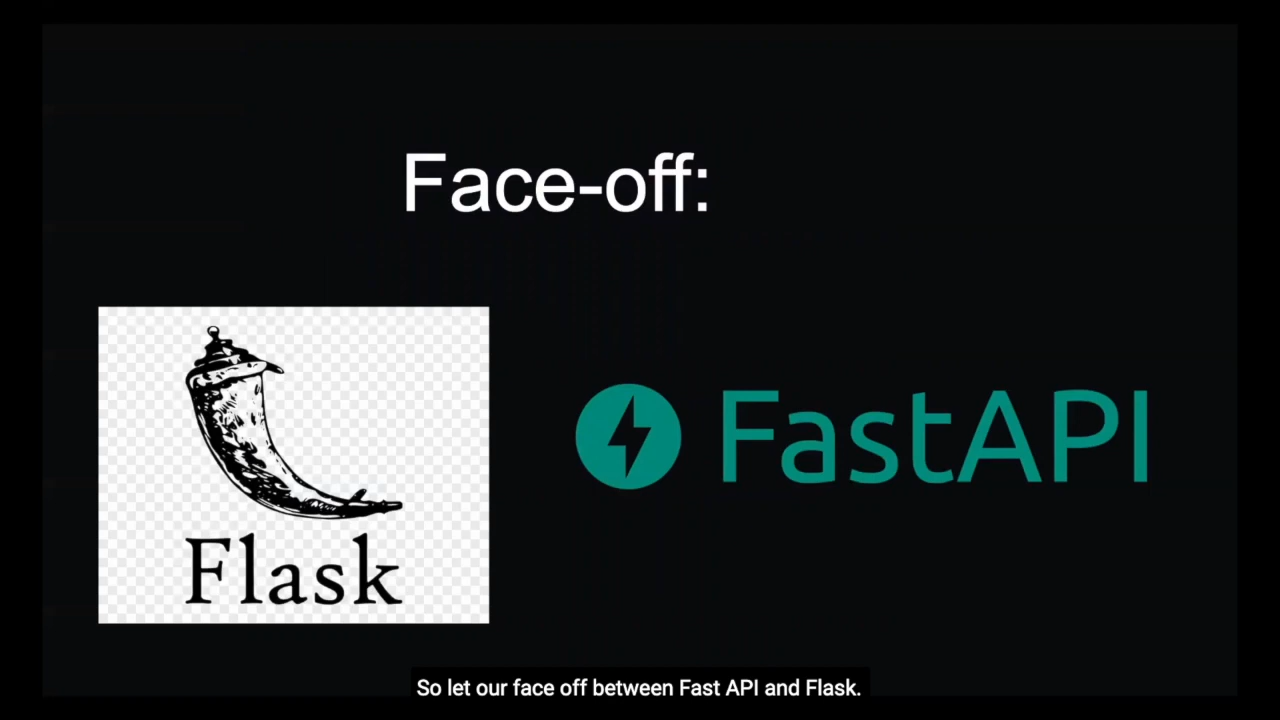 Face-off:
Flask
FastAPI
So let our face off between Fast API and Flask.